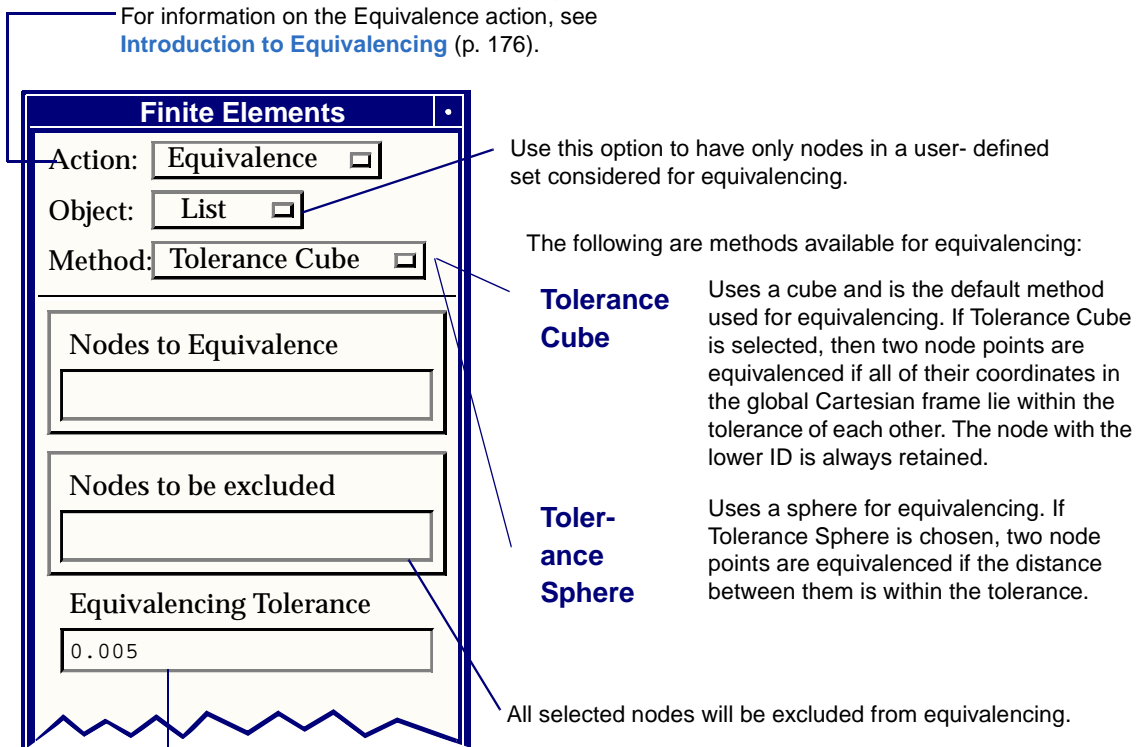 For information on the Equivalence action, see
Introduction to Equivalencing (p. 176).
Finite Elements
Action: Equivalence
Object: List
Method: Tolerance Cube
Nodes to Equivalence
Nodes to be excluded
Equivalencing Tolerance
0.005
Use this option to have only nodes in a user- defined
set considered for equivalencing.
The following are methods available for equivalencing:
Tolerance
Cube
Uses a cube and is the default method
used for equivalencing. If Tolerance Cube
is selected, then two node points are
equivalenced if all of their coordinates in
the global Cartesian frame lie within the
tolerance of each other. The node with the
lower ID is always retained.
Toler-
ance
Sphere
Uses a sphere for equivalencing. If
Tolerance Sphere is chosen, two node
points are equivalenced if the distance
between them is within the tolerance.
All selected nodes will be excluded from equivalencing.